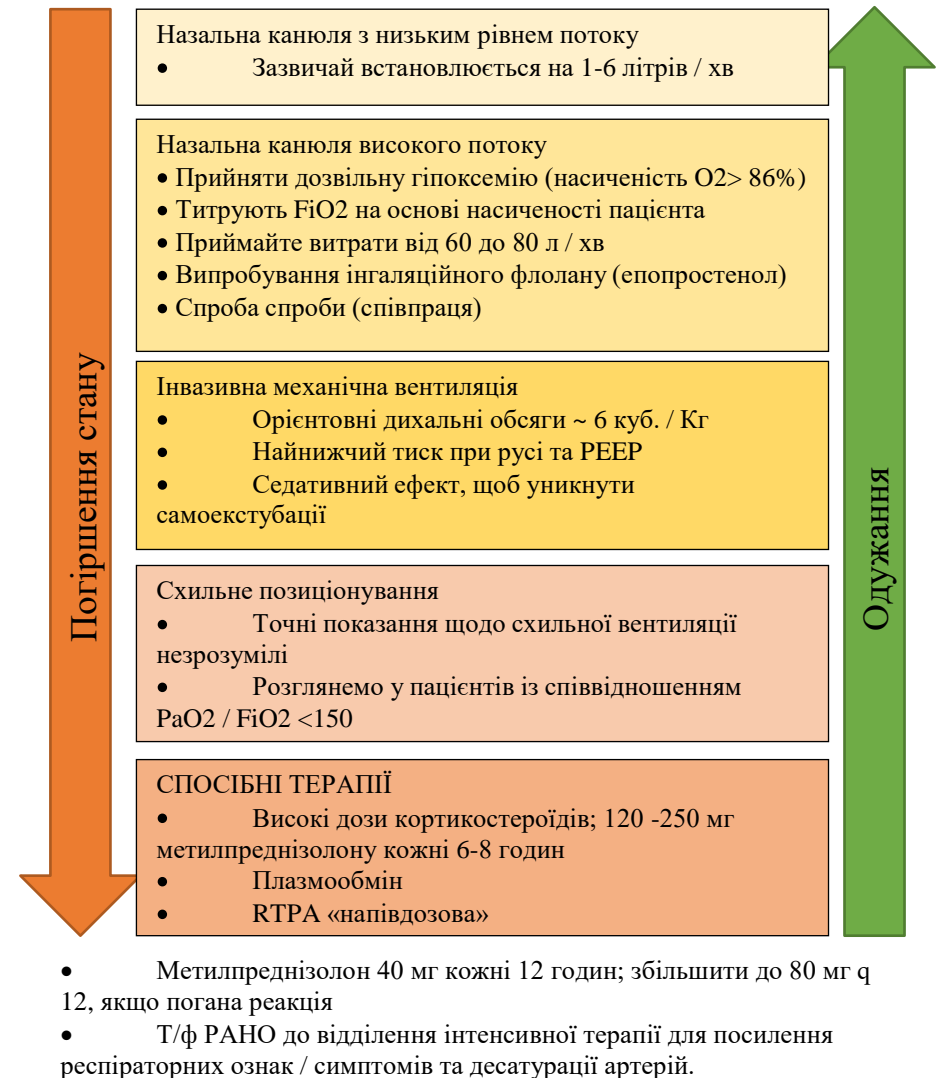 Погіршення стану
Назальна канюля з низьким рівнем потоку
• Зазвичай встановлюється на 1-6 літрів / хв
Назальна канюля високого потоку
• Прийняти дозвільну гіпоксемію (насиченість О2> 86%)
• Титрують FiO2 на основі насиченості пацієнта
• Приймайте витрати від 60 до 80 л / хв
• Випробування інгаляційного флолану (епопростенол)
• Спроба спроби (співпраця)
Інвазивна механічна вентиляція
• Орієнтовні дихальні обсяги ~ 6 куб. / Кг
• Найнижчий тиск при русі та PEEP
• Седативний ефект, щоб уникнути
самоекстубації
Схильне позиціонування
• Точні показання щодо схильної вентиляції
незрозумілі
• Розглянемо у пацієнтів із співвідношенням
PaO2 / FiO2 <150
СПОСІБНІ ТЕРАПІЇ
• Високі дози кортикостероїдів; 120 -250 мг
метилпреднізолону кожні 6-8 годин
• Плазмообмін
• RTPA «напівдозова»
Одужання
• Метилпреднізолон 40 мг кожні 12 годин; збільшити до 80 мг q
12, якщо погана реакція
• Т/ф РАНО до відділення інтенсивної терапії для посилення
респіраторних ознак / симптомів та десатурації артерій.